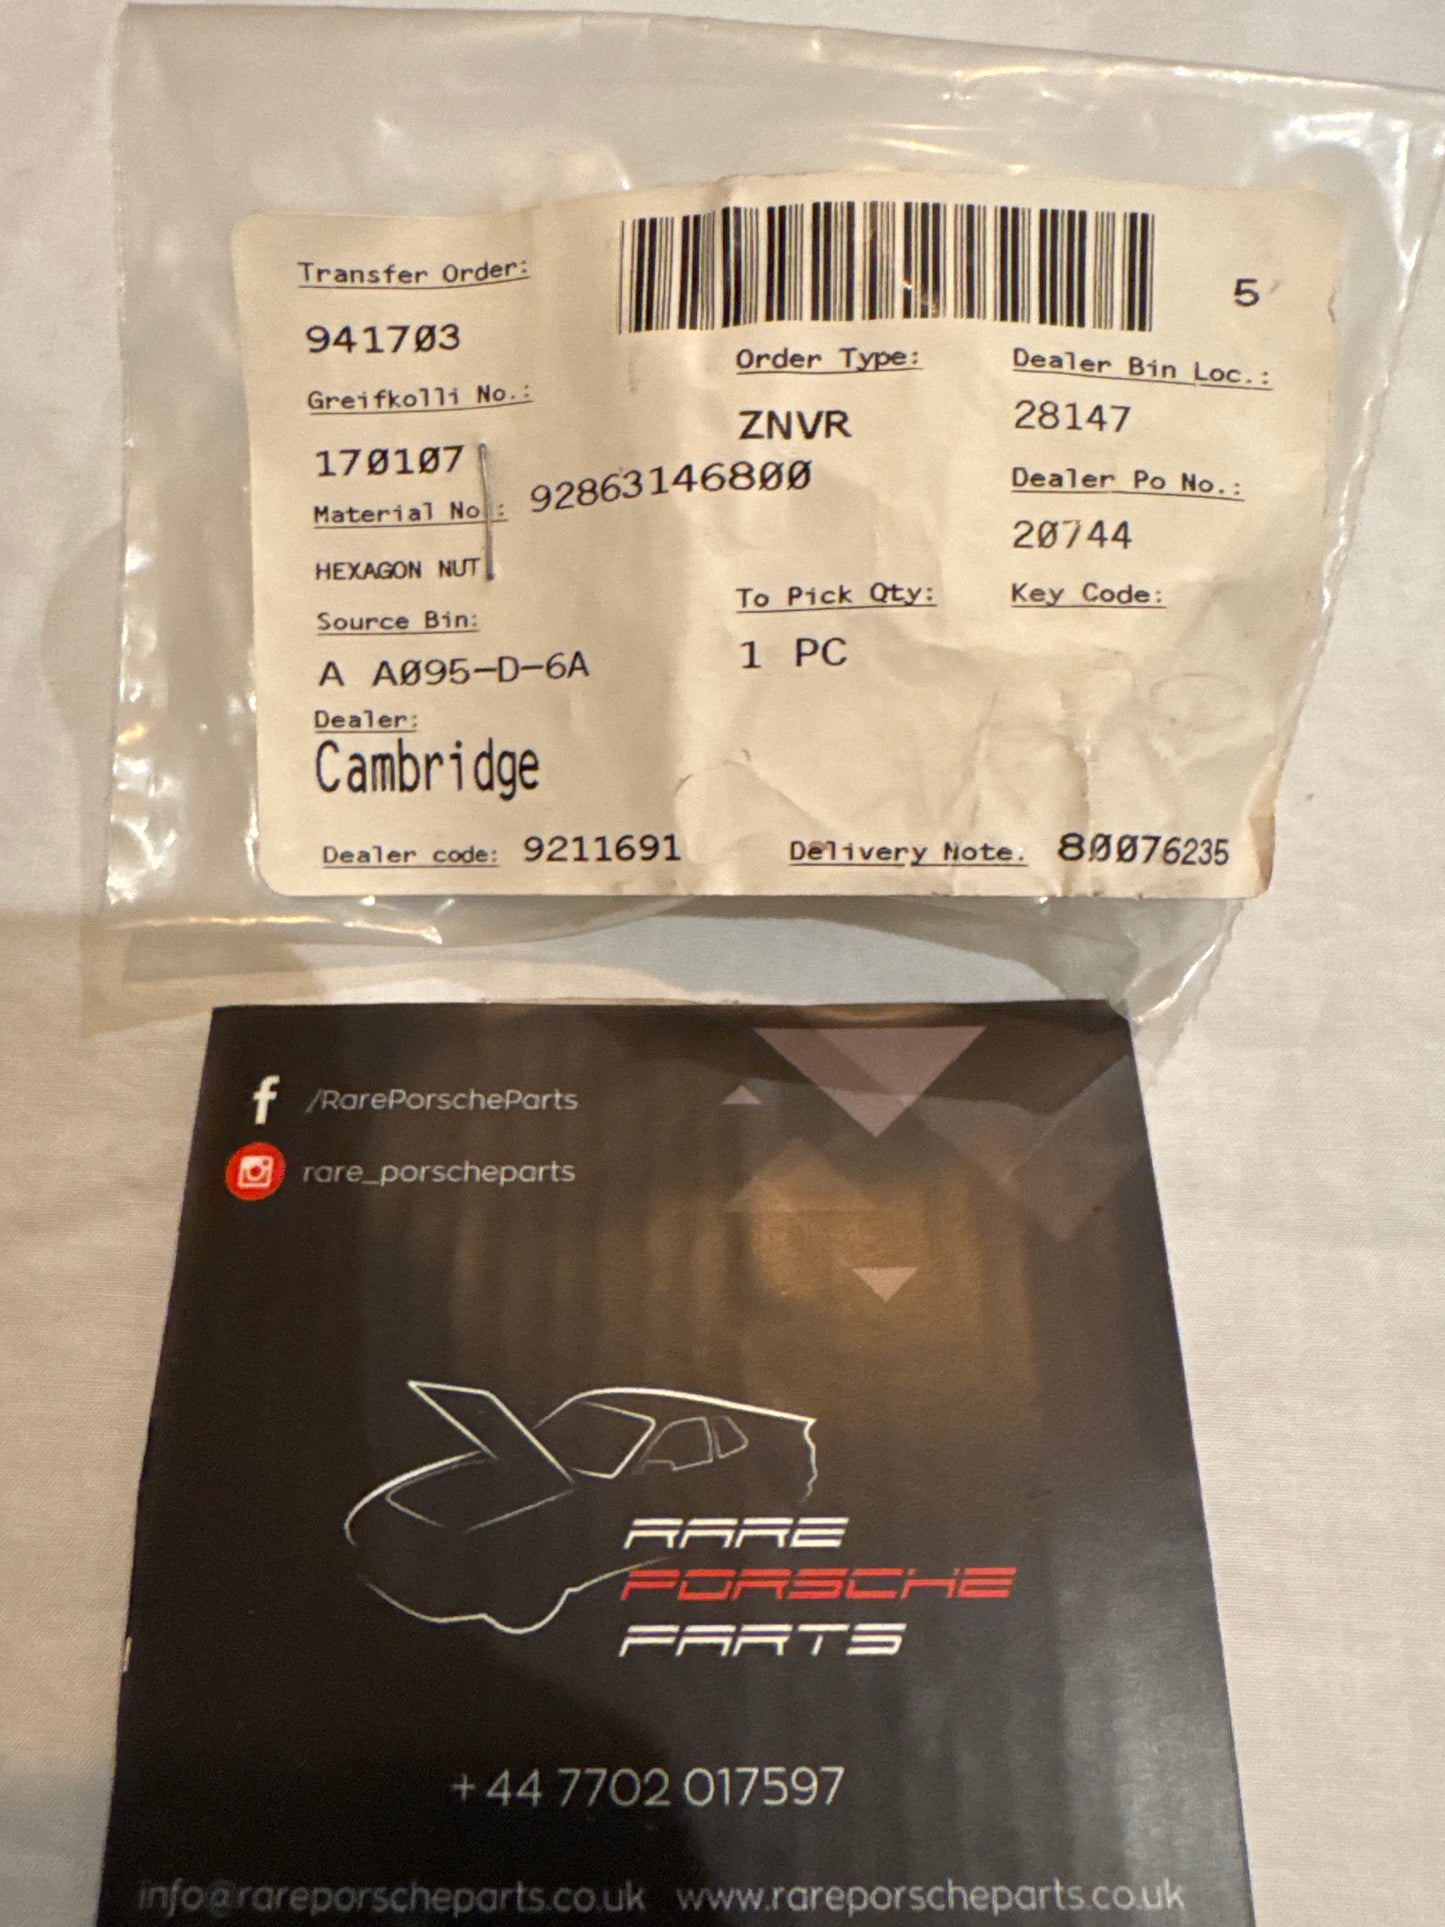 Transfer Order:
5
941703
Order Type:
Dealer Bin Loc.:
Greifkolli No.:
ZNVR
28147
170107
92863146800
Dealer Po No.:
Material No.:
20744
HEXAGON NUT
To Pick Qty:
Key Code:
Source Bin:
1 PC
A A095-D-6A
Dealer:
Cambridge
Dealer code: 9211691
Delivery Note: 80076235
f /RarePorscheParts
rare_porscheparts
RARE
PORSCHE
PARTS
+44 7702 017597
info@rareporscheparts.co.uk www.rareporscheparts.co.uk